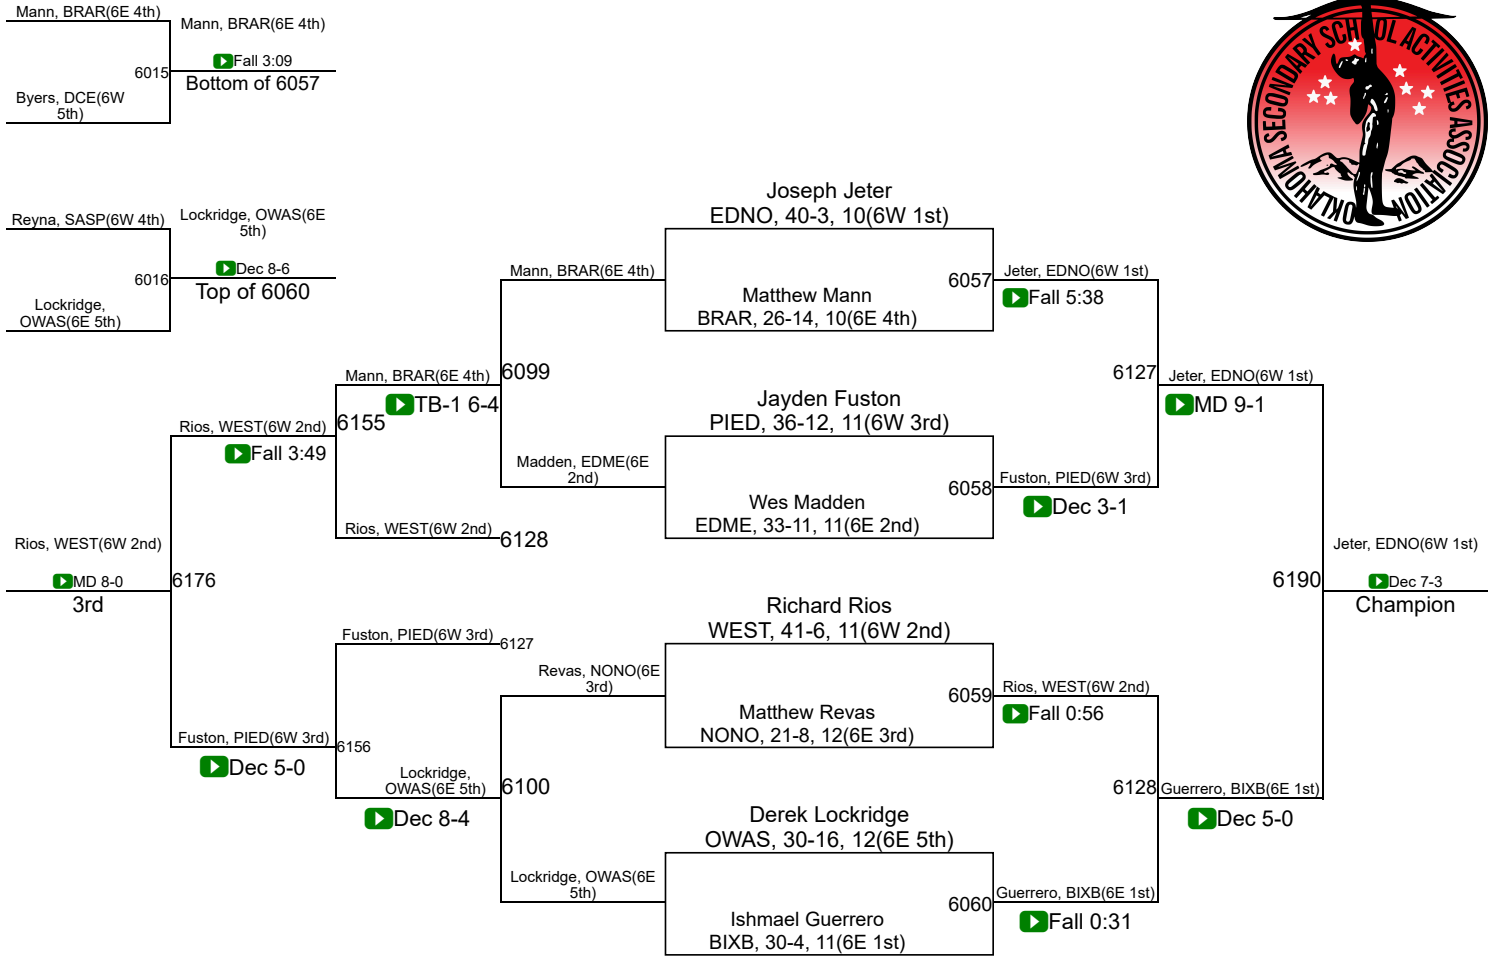 Mann, BRAR(6E 4th)
Mann, BRAR(6E 4th)
Fall 3:09
6015
Bottom of 6057
Byers, DCE(6W
5th)
OKLAHOMA SECONDARY SCHOOL ACTIVITIES ASSOCIATION
Reyna, SASP(6W 4th)
Lockridge, OWAS(6E
5th)
Dec 8-6
6016
Top of 6060
Lockridge,
OWAS(6E 5th)
Joseph Jeter
EDNO, 40-3, 10(6W 1st)
Mann, BRAR(6E 4th)
6057
Jeter, EDNO(6W 1st)
Matthew Mann
BRAR, 26-14, 10(6E 4th)
Fall 5:38
Mann, BRAR(6E 4th)
6099
6127
Jeter, EDNO(6W 1st)
TB-1 6-4
MD 9-1
Jayden Fuston
PIED, 36-12, 11(6W 3rd)
Rios, WEST(6W 2nd)
6155
Fall 3:49
Madden, EDME(6E
2nd)
6058
Fuston, PIED(6W 3rd)
Wes Madden
EDME, 33-11, 11(6E 2nd)
Dec 3-1
Rios, WEST(6W 2nd)
6128
Rios, WEST(6W 2nd)
Jeter, EDNO(6W 1st)
MD 8-0
6176
6190
Dec 7-3
3rd
Champion
Richard Rios
WEST, 41-6, 11(6W 2nd)
Fuston, PIED(6W 3rd)
6127
Revas, NONO(6E
3rd)
6059
Rios, WEST(6W 2nd)
Matthew Revas
NONO, 21-8, 12(6E 3rd)
Fall 0:56
Fuston, PIED(6W 3rd)
6156
Dec 5-0
Lockridge,
OWAS(6E 5th)
6100
6128
Guerrero, BIXB(6E 1st)
Dec 8-4
Dec 5-0
Derek Lockridge
OWAS, 30-16, 12(6E 5th)
Lockridge, OWAS(6E
5th)
6060
Guerrero, BIXB(6E 1st)
Ishmael Guerrero
BIXB, 30-4, 11(6E 1st)
Fall 0:31